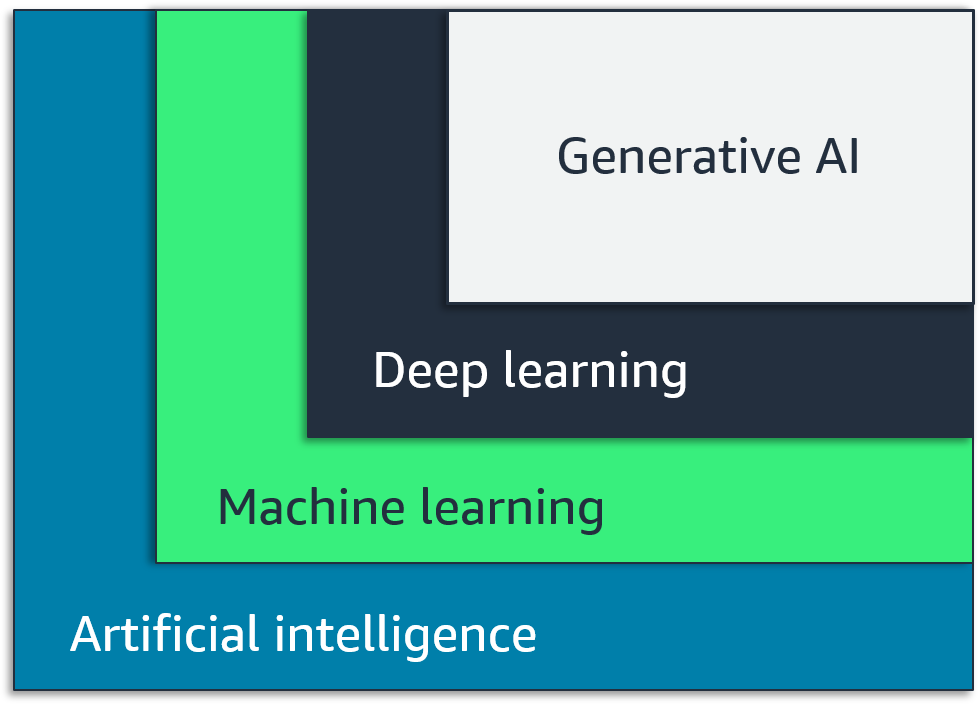 Generative AI
Deep learning
Machine learning
Artificial intelligence